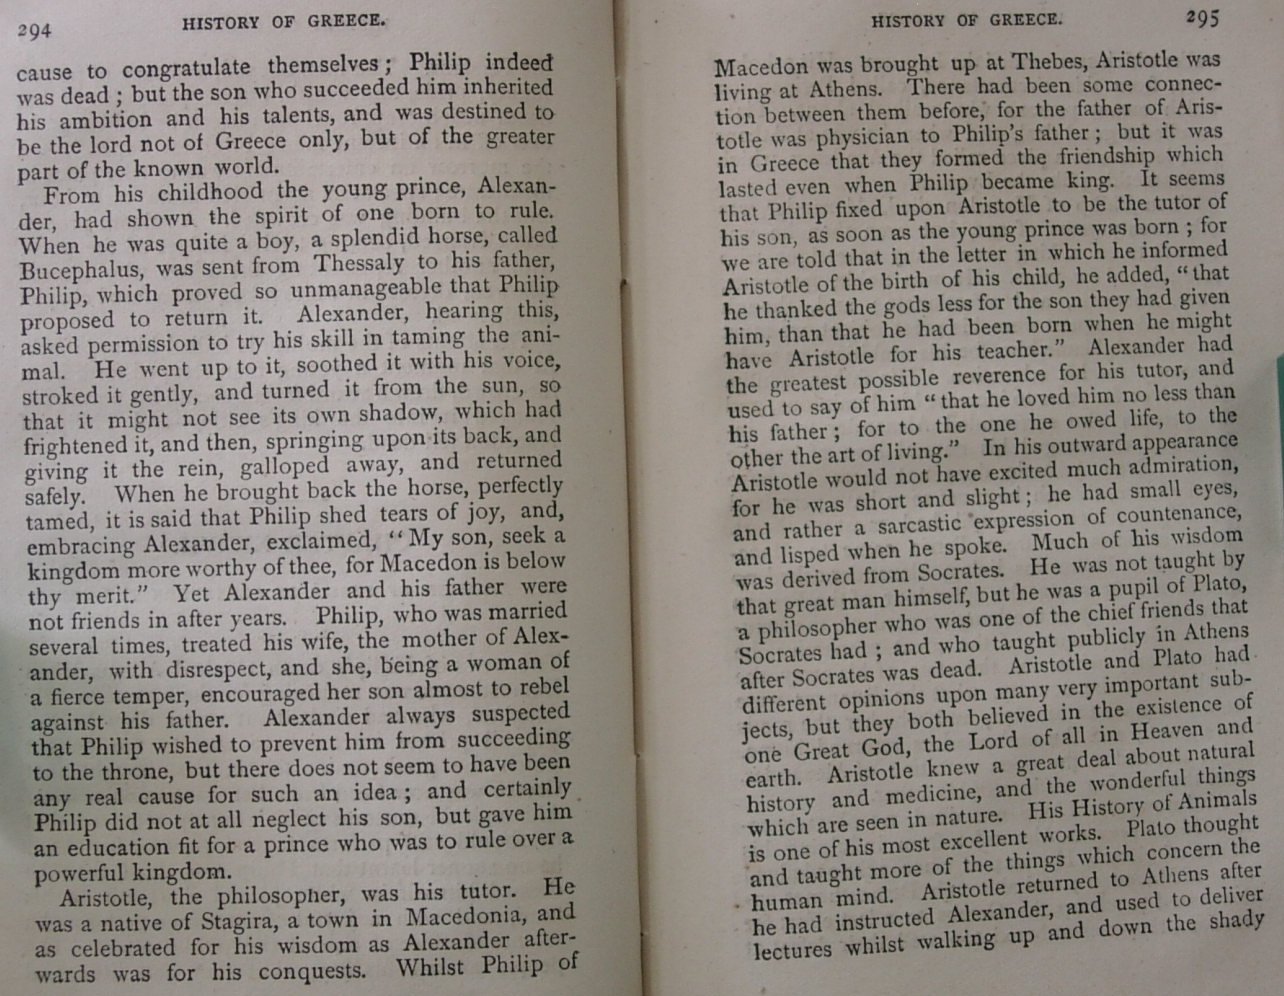 294
HISTORY OF GREECE.
cause to congratulate themselves ; Philip indeed
was dead ; but the son who succeeded him inherited
his ambition and his talents, and was destined to
be the lord not of Greece only, but of the greater
part of the known world.
From his childhood the young prince, Alexan-
der, had shown the spirit of one born to rule.
When he was quite a boy, a splendid horse, called
Bucephalus, was sent from Thessaly to his father,
Philip, which proved so unmanageable that Philip
proposed to return it. Alexander, hearing this,
asked permission to try his skill in taming the ani-
mal. He went up to it, soothed it with his voice,
stroked it gently, and turned it from the sun, so
that it might not see its own shadow, which had
frightened it, and then, springing upon its back, and
giving it the rein, galloped away, and returned
safely. When he brought back the horse, perfectly
tamed, it is said that Philip shed tears of joy, and,
embracing Alexander, exclaimed, “My son, seek a
kingdom more worthy of thee, for Macedon is below
thy merit.” Yet Alexander and his father were
not friends in after years. Philip, who was married
several times, treated his wife, the mother of Alex-
ander, with disrespect, and she, being a woman of
a fierce temper, encouraged her son almost to rebel
against his father. Alexander always suspected
that Philip wished to prevent him from succeeding
to the throne, but there does not seem to have been
any real cause for such an idea ; and certainly
Philip did not at all neglect his son, but gave him
an education fit for a prince who was to rule over a
powerful kingdom.
Aristotle, the philosopher, was his tutor. He
was a native of Stagira, a town in Macedonia, and
as celebrated for his wisdom as Alexander after-
wards was for his conquests. Whilst Philip of
HISTORY OF GREECE.
295
Macedon was brought up at Thebes, Aristotle was
living at Athens. There had been some connec-
tion between them before, for the father of Aris-
totle was physician to Philip's father ; but it was
in Greece that they formed the friendship which
lasted even when Philip became king. It seems
that Philip fixed upon Aristotle to be the tutor of
his son, as soon as the young prince was born ; for
we are told that in the letter in which he informed
Aristotle of the birth of his child, he added, “that
he thanked the gods less for the son they had given
him, than that he had been born when he might
have Aristotle for his teacher.” Alexander had
the greatest possible reverence for his tutor, and
used to say of him “that he loved him no less than
his father ; for to the one he owed life, to the
other the art of living.” In his outward appearance
Aristotle would not have excited much admiration,
for he was short and slight ; he had small eyes,
and rather a sarcastic expression of countenance,
and lisped when he spoke. Much of his wisdom
was derived from Socrates. He was not taught by
that great man himself, but he was a pupil of Plato,
a philosopher who was one of the chief friends that
Socrates had ; and who taught publicly in Athens
after Socrates was dead. Aristotle and Plato had
different opinions upon many very important sub-
jects, but they both believed in the existence of
one Great God, the Lord of all in Heaven and
earth. Aristotle knew a great deal about natural
history and medicine, and the wonderful things
which are seen in nature. His History of Animals
is one of his most excellent works. Plato thought
and taught more of the things which concern the
human mind. Aristotle returned to Athens after
he had instructed Alexander, and used to deliver
lectures whilst walking up and down the shady